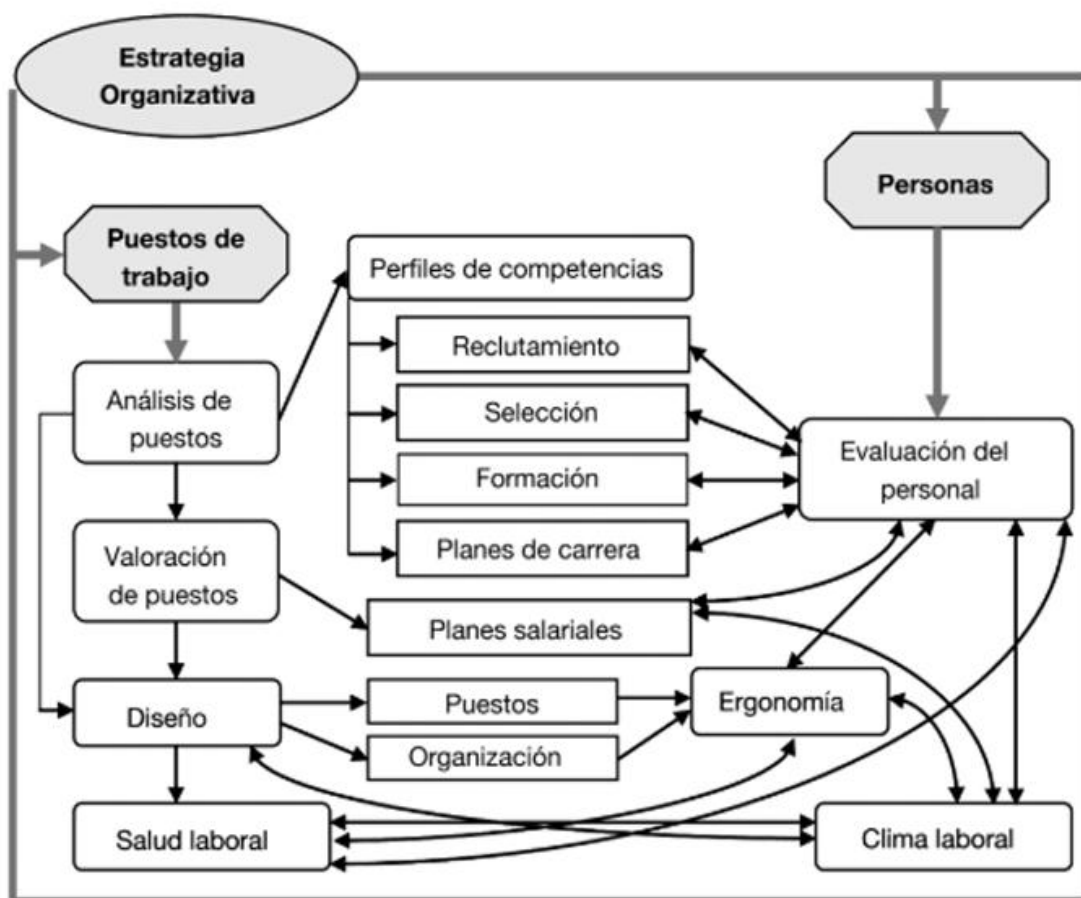 Estrategia
Organizativa
Personas
Puestos de
trabajo
Perfiles de competencias
Reclutamiento
Análisis de
puestos
Selección
Evaluación del
personal
Formación
Valoración
de puestos
Planes de carrera
Planes salariales
Diseño
Puestos
Ergonomía
Organización
Salud laboral
Clima laboral